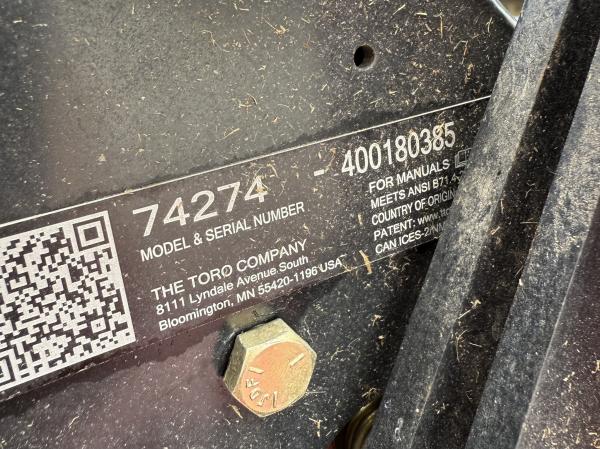 74274 - 400180385
MODEL & SERIAL NUMBER
THE TORO COMPANY
8111 Lyndale Avenue South
Bloomington, MN 55420-1196 USA
FOR MANUALS
MEETS ANSI B71.4
COUNTRY OF ORIGIN
PATENT: www.
CAN ICES-2/NM
JDP